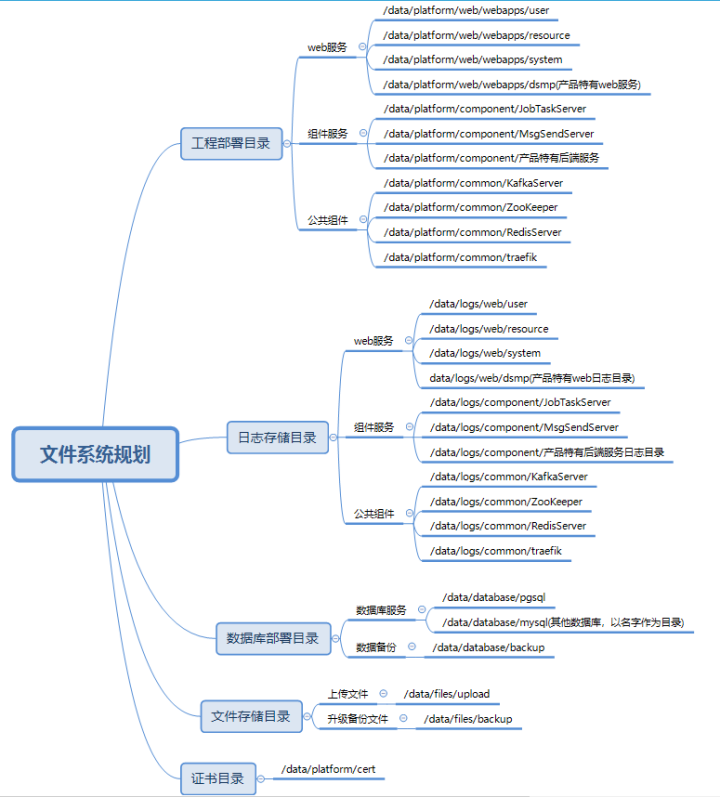 文件系统规划
工程部署目录
web服务
/data/platform/web/webapps/user
/data/platform/web/webapps/resource
/data/platform/web/webapps/system
/data/platform/web/webapps/dsmp(产品特有web服务)
组件服务
/data/platform/component/JobTaskServer
/data/platform/component/MsgSendServer
/data/platform/component/产品特有后端服务
公共组件
/data/platform/common/KafkaServer
/data/platform/common/ZooKeeper
/data/platform/common/RedisServer
/data/platform/common/traefik
日志存储目录
web服务
/data/logs/web/user
/data/logs/web/resource
/data/logs/web/system
data/logs/web/dsmp(产品特有web日志目录)
组件服务
/data/logs/component/JobTaskServer
/data/logs/component/MsgSendServer
/data/logs/component/产品特有后端服务日志目录
公共组件
/data/logs/common/KafkaServer
/data/logs/common/ZooKeeper
/data/logs/common/RedisServer
/data/logs/common/traefik
数据库部署目录
数据库服务
/data/database/pgsql
/data/database/mysql(其他数据库，以名字作为目录)
数据备份
/data/database/backup
文件存储目录
上传文件
/data/files/upload
升级备份文件
/data/files/backup
证书目录
/data/platform/cert